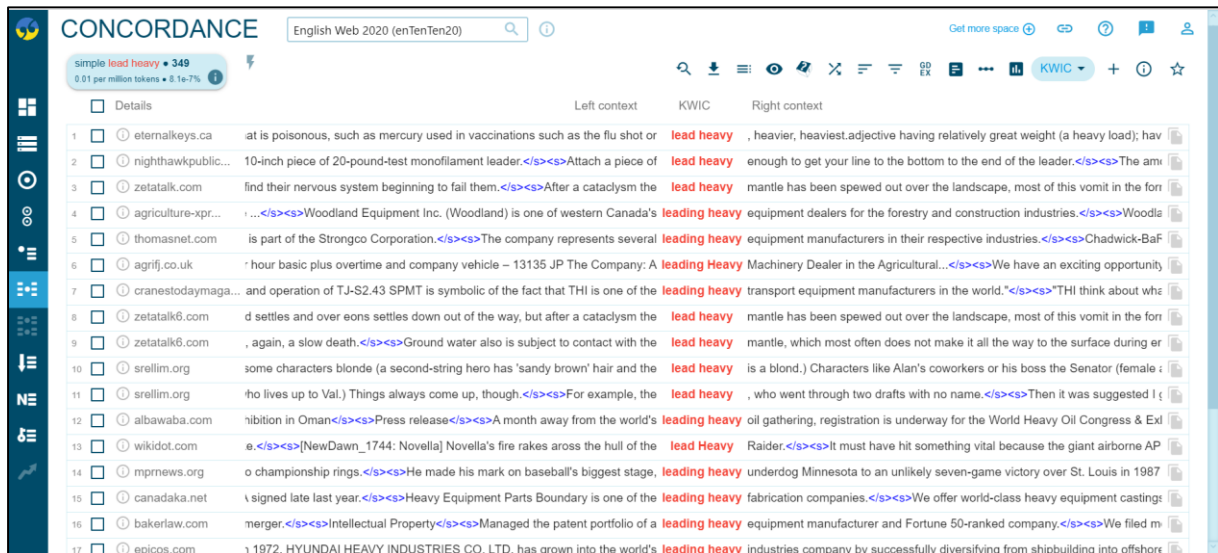 CONCORDANCE
English Web 2020 (enTenTen20)
Get more space
simple lead heavy • 349
0.01 per million tokens • 8.1e-7%
GD EX
KWIC
Details Left context KWIC Right context
1 eternalkeys.ca at is poisonous, such as mercury used in vaccinations such as the flu shot or lead heavy , heavier, heaviest.adjective having relatively great weight (a heavy load); hav
2 nighthawkpublic... 10-inch piece of 20-pound-test monofilament leader.</s><s>Attach a piece of lead heavy enough to get your line to the bottom to the end of the leader.</s><s>The amo
3 zetatalk.com find their nervous system beginning to fail them.</s><s>After a cataclysm the lead heavy mantle has been spewed out over the landscape, most of this vomit in the for
4 agriculture-xpr... ...</s><s>Woodland Equipment Inc. (Woodland) is one of western Canada's leading heavy equipment dealers for the forestry and construction industries.</s><s>Woodla
5 thomasnet.com is part of the Strongco Corporation.</s><s>The company represents several leading heavy equipment manufacturers in their respective industries.</s><s>Chadwick-BaF
6 agrifj.co.uk hour basic plus overtime and company vehicle – 13135 JP The Company: A leading Heavy Machinery Dealer in the Agricultural...</s><s>We have an exciting opportunity
7 cranestodaymaga... and operation of TJ-S2.43 SPMT is symbolic of the fact that THI is one of the leading heavy transport equipment manufacturers in the world."</s><s>"THI think about wha
8 zetatalk6.com d settles and over eons settles down out of the way, but after a cataclysm the lead heavy mantle has been spewed out over the landscape, most of this vomit in the for
9 zetatalk6.com , again, a slow death.</s><s>Ground water also is subject to contact with the lead heavy mantle, which most often does not make it all the way to the surface during er
10 srellim.org some characters blonde (a second-string hero has 'sandy brown' hair and the lead heavy is a blond.) Characters like Alan's coworkers or his boss the Senator (female
11 srellim.org ho lives up to Val.) Things always come up, though.</s><s>For example, the lead heavy , who went through two drafts with no name.</s><s>Then it was suggested I
12 albawaba.com hibition in Oman</s><s>Press release</s><s>A month away from the world's leading heavy oil gathering, registration is underway for the World Heavy Oil Congress & Exl
13 wikidot.com e.</s><s>[NewDawn_1744: Novella] Novella's fire rakes aross the hull of the lead Heavy Raider.</s><s>It must have hit something vital because the giant airborne AP
14 mprnews.org o championship rings.</s><s>He made his mark on baseball's biggest stage, leading heavy underdog Minnesota to an unlikely seven-game victory over St. Louis in 1987
15 canadaka.net signed late last year.</s><s>Heavy Equipment Parts Boundary is one of the leading heavy fabrication companies.</s><s>We offer world-class heavy equipment castings
16 bakerlaw.com merger.</s><s>Intellectual Property</s><s>Managed the patent portfolio of a leading heavy equipment manufacturer and Fortune 50-ranked company.</s><s>We filed m
17 epicos.com 1972, HYUNDAI HEAVY INDUSTRIES CO. LTD. has grown into the world's leading heavy industries company by successfully diversifying from shipbuilding into offshore